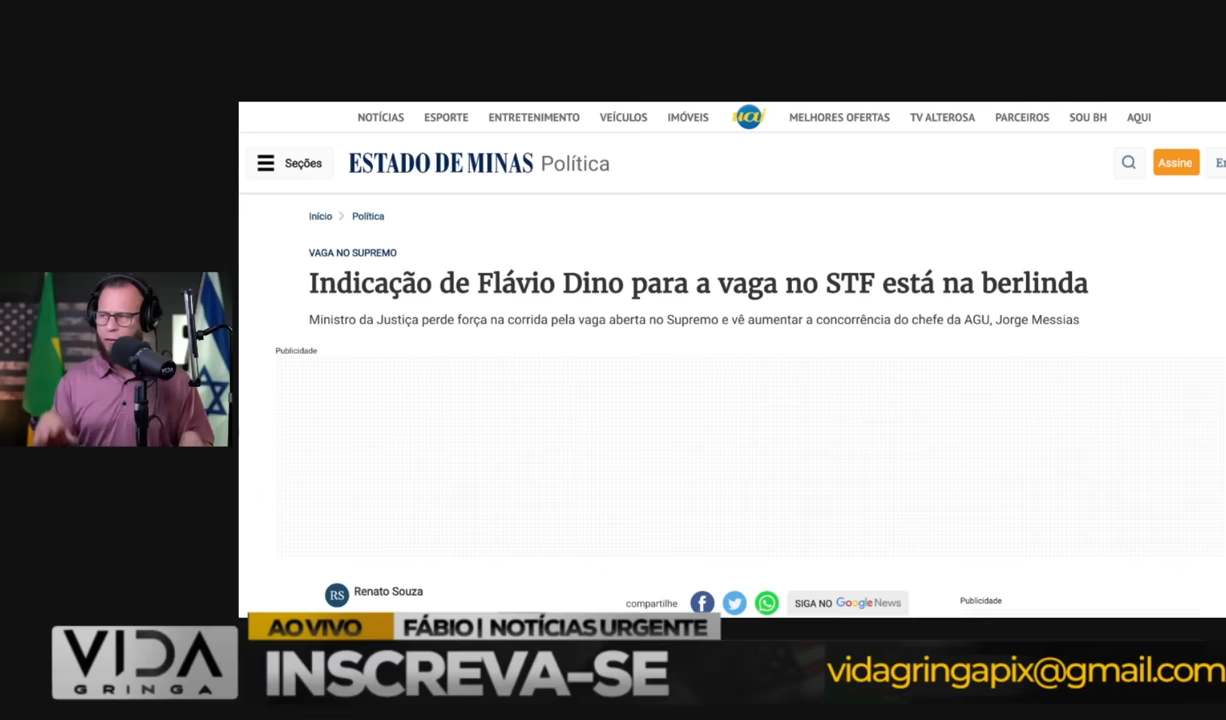 NOTÍCIAS ESPORTE ENTRETENIMENTO VEÍCULOS IMÓVEIS uai MELHORES OFERTAS TV ALTEROSA PARCEIROS SOU BH AQUI
Seções ESTADO DE MINAS Política Assine
Início Política
VAGA NO SUPREMO
Indicação de Flávio Dino para a vaga no STF está na berlinda
Ministro da Justiça perde força na corrida pela vaga aberta no Supremo e vê aumentar a concorrência do chefe da AGU, Jorge Messias
Publicidade
RS Renato Souza
compartilhe SIGA NO Google News
Publicidade
AO VIVO FÁBIO | NOTÍCIAS URGENTE
VIDA
GRINGA
INSCREVA-SE
vidagringapix@gmail.com